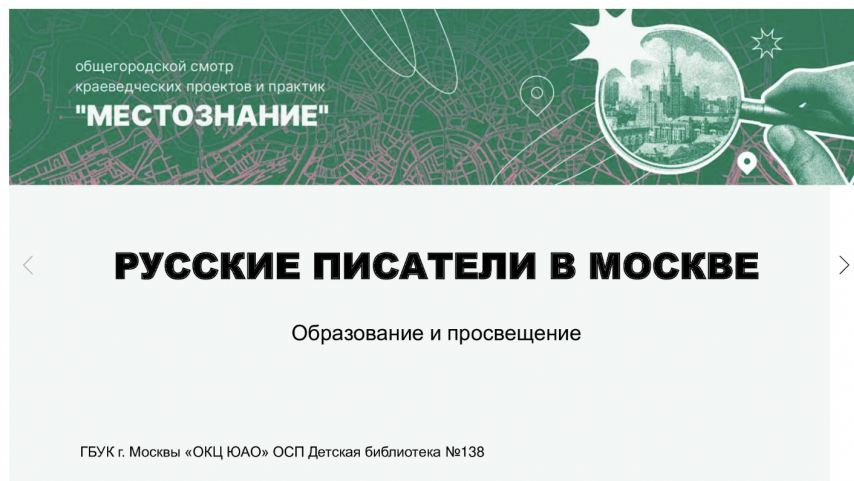 общегородской смотр
краеведческих проектов и практик
"МЕСТОЗНАНИЕ"
РУССКИЕ ПИСАТЕЛИ В МОСКВЕ
Образование и просвещение
ГБУК г. Москвы «ОКЦ ЮАО» ОСП Детская библиотека №138